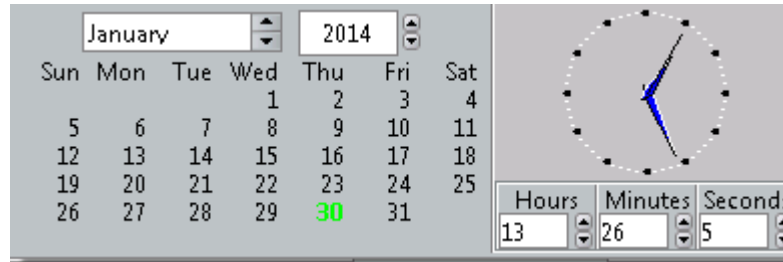 January 2014
Sun Mon Tue Wed Thu Fri Sat
1 2 3 4
5 6 7 8 9 10 11
12 13 14 15 16 17 18
19 20 21 22 23 24 25
26 27 28 29 30 31
Hours Minutes Second
13 26 5